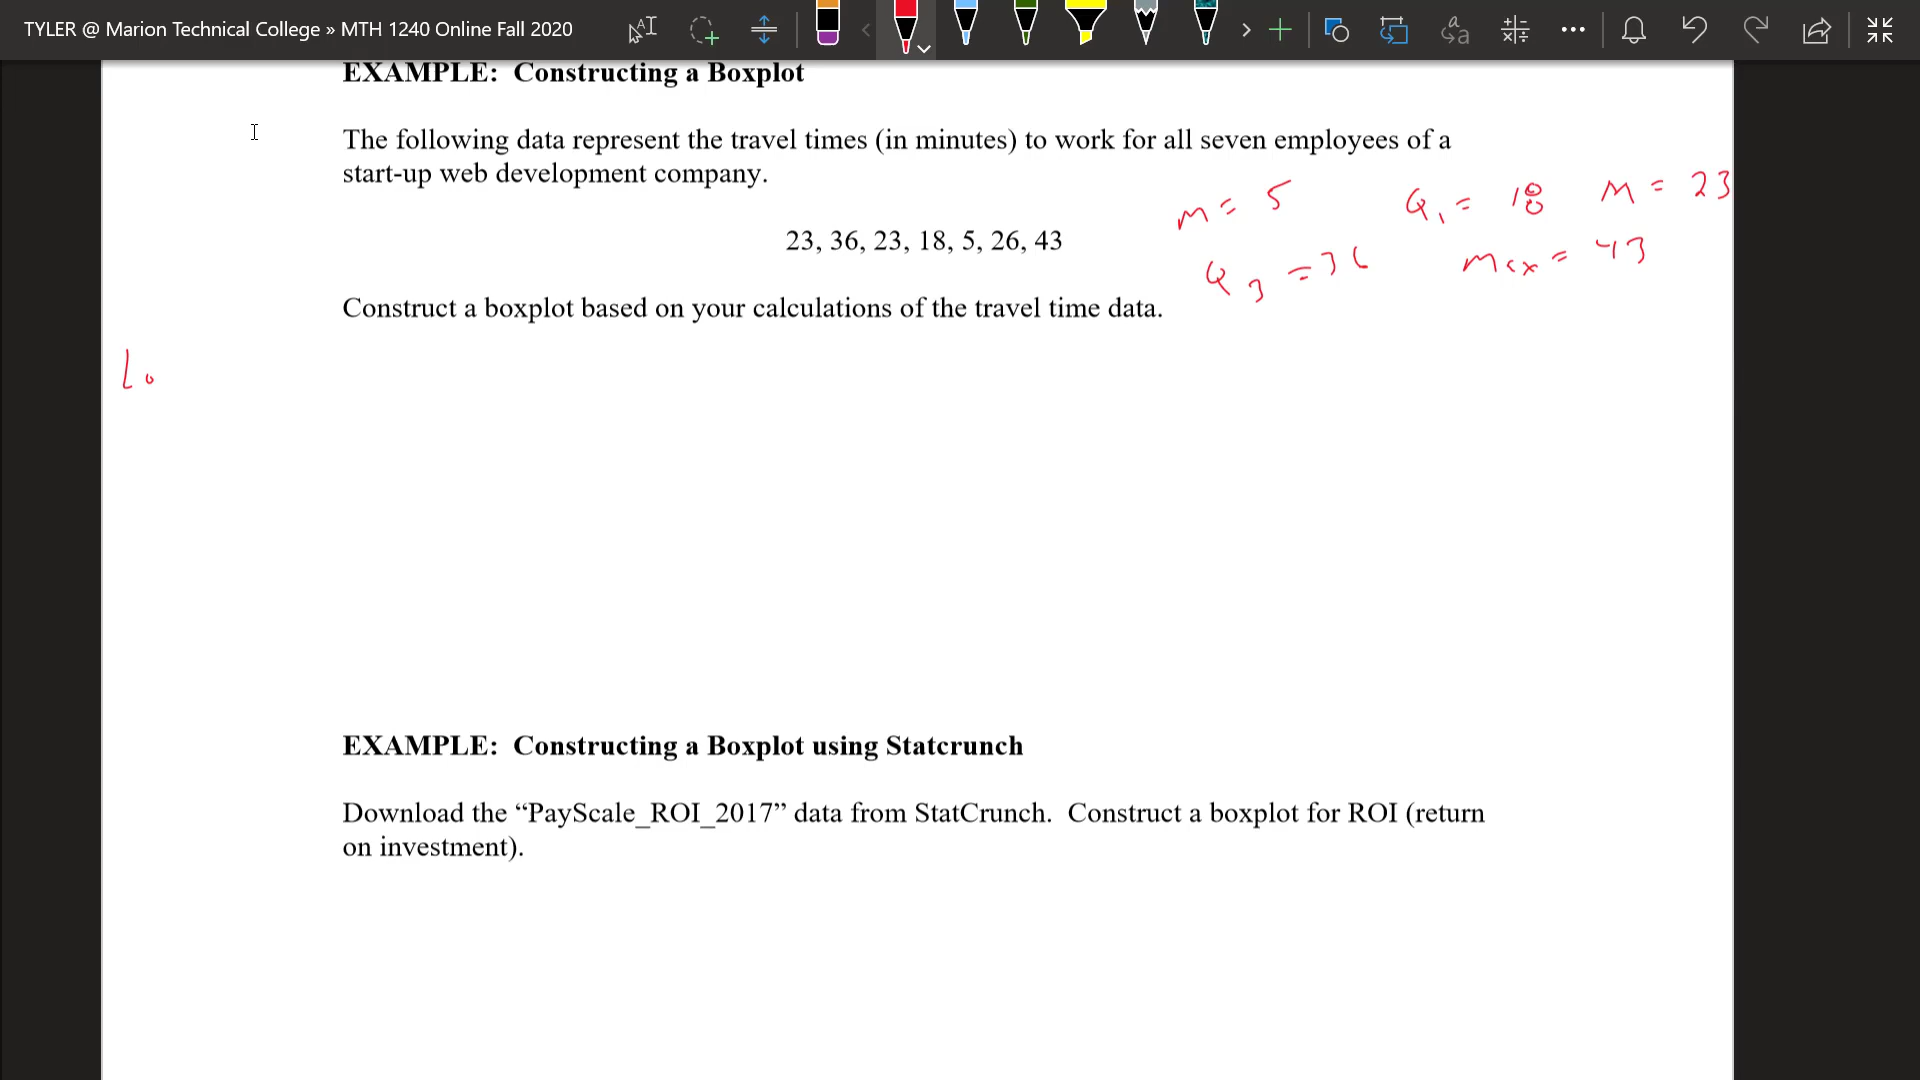 TYLER @ Marion Technical College » MTH 1240 Online Fall 2020
EXAMPLE: Constructing a Boxplot
The following data represent the travel times (in minutes) to work for all seven employees of a
start-up web development company.
m = 5 Q1 = 18 M = 23
23, 36, 23, 18, 5, 26, 43
Q3 = 36 max = 43
Construct a boxplot based on your calculations of the travel time data.
Lo
EXAMPLE: Constructing a Boxplot using Statcrunch
Download the “PayScale_ROI_2017” data from StatCrunch. Construct a boxplot for ROI (return
on investment).